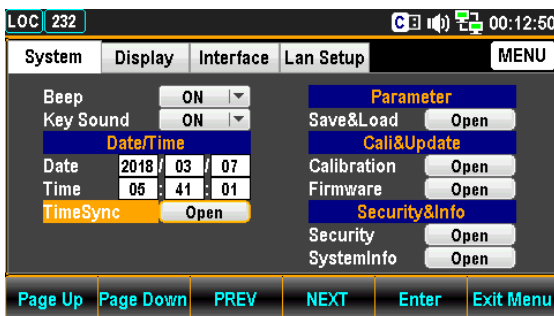 LOC 232 C 00:12:50
System Display Interface Lan Setup MENU
Beep ON
Key Sound ON
Date/Time
Date 2018 / 03 / 07
Time 05 : 41 : 01
TimeSync Open
Parameter
Save&Load Open
Cali&Update
Calibration Open
Firmware Open
Security&Info
Security Open
SystemInfo Open
Page Up Page Down PREV NEXT Enter Exit Menu